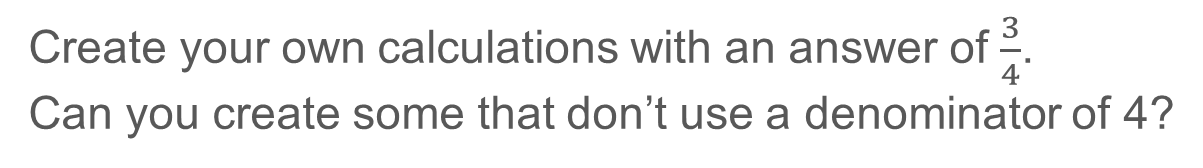 Create your own calculations with an answer of 3/4.
Can you create some that don’t use a denominator of 4?